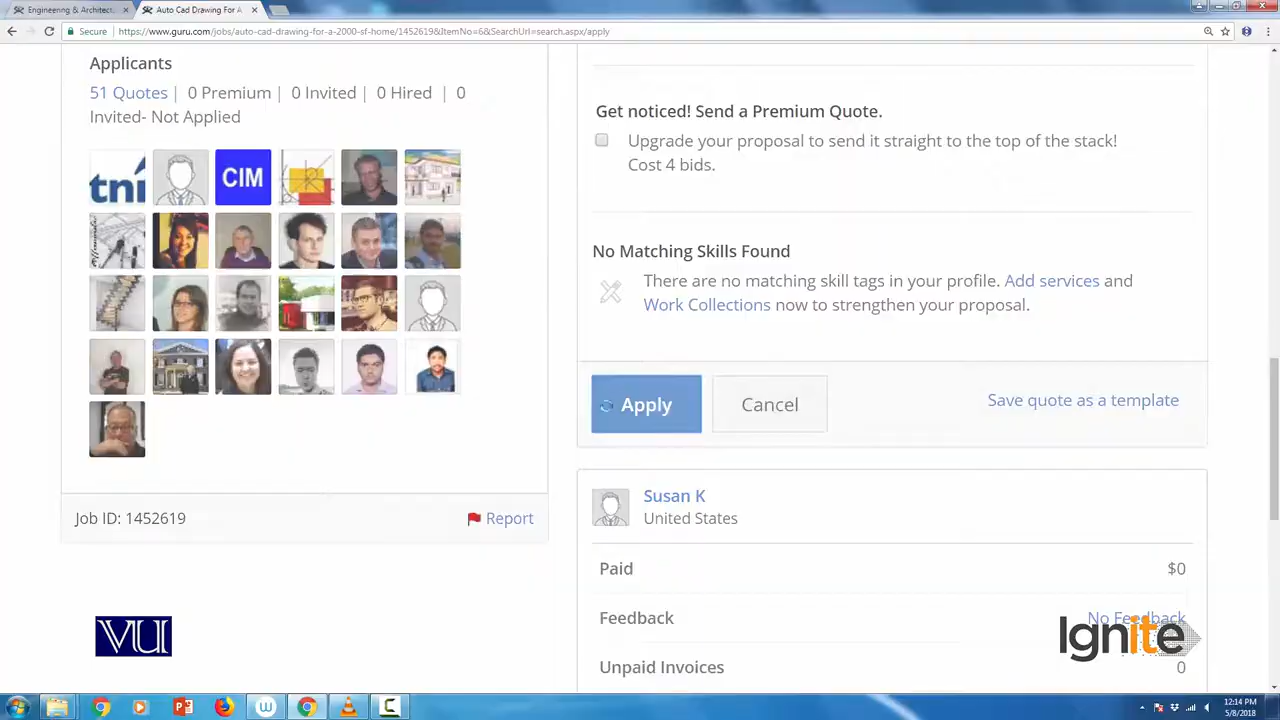 Engineering & Architect
Auto Cad Drawing For A
Secure
https://www.guru.com/jobs/auto-cad-drawing-for-a-2000-sf-home/1452619&ItemNo=6&SearchUrl=search.aspx/apply
Applicants
51 Quotes | 0 Premium | 0 Invited | 0 Hired | 0
Invited- Not Applied
tni
CIM
Job ID: 1452619
Report
Get noticed! Send a Premium Quote.
Upgrade your proposal to send it straight to the top of the stack!
Cost 4 bids.
No Matching Skills Found
There are no matching skill tags in your profile. Add services and
Work Collections now to strengthen your proposal.
Apply
Cancel
Save quote as a template
Susan K
United States
Paid
$0
Feedback
No Feedback
Unpaid Invoices
0
VU
Ignite
12:14 PM
5/8/2018